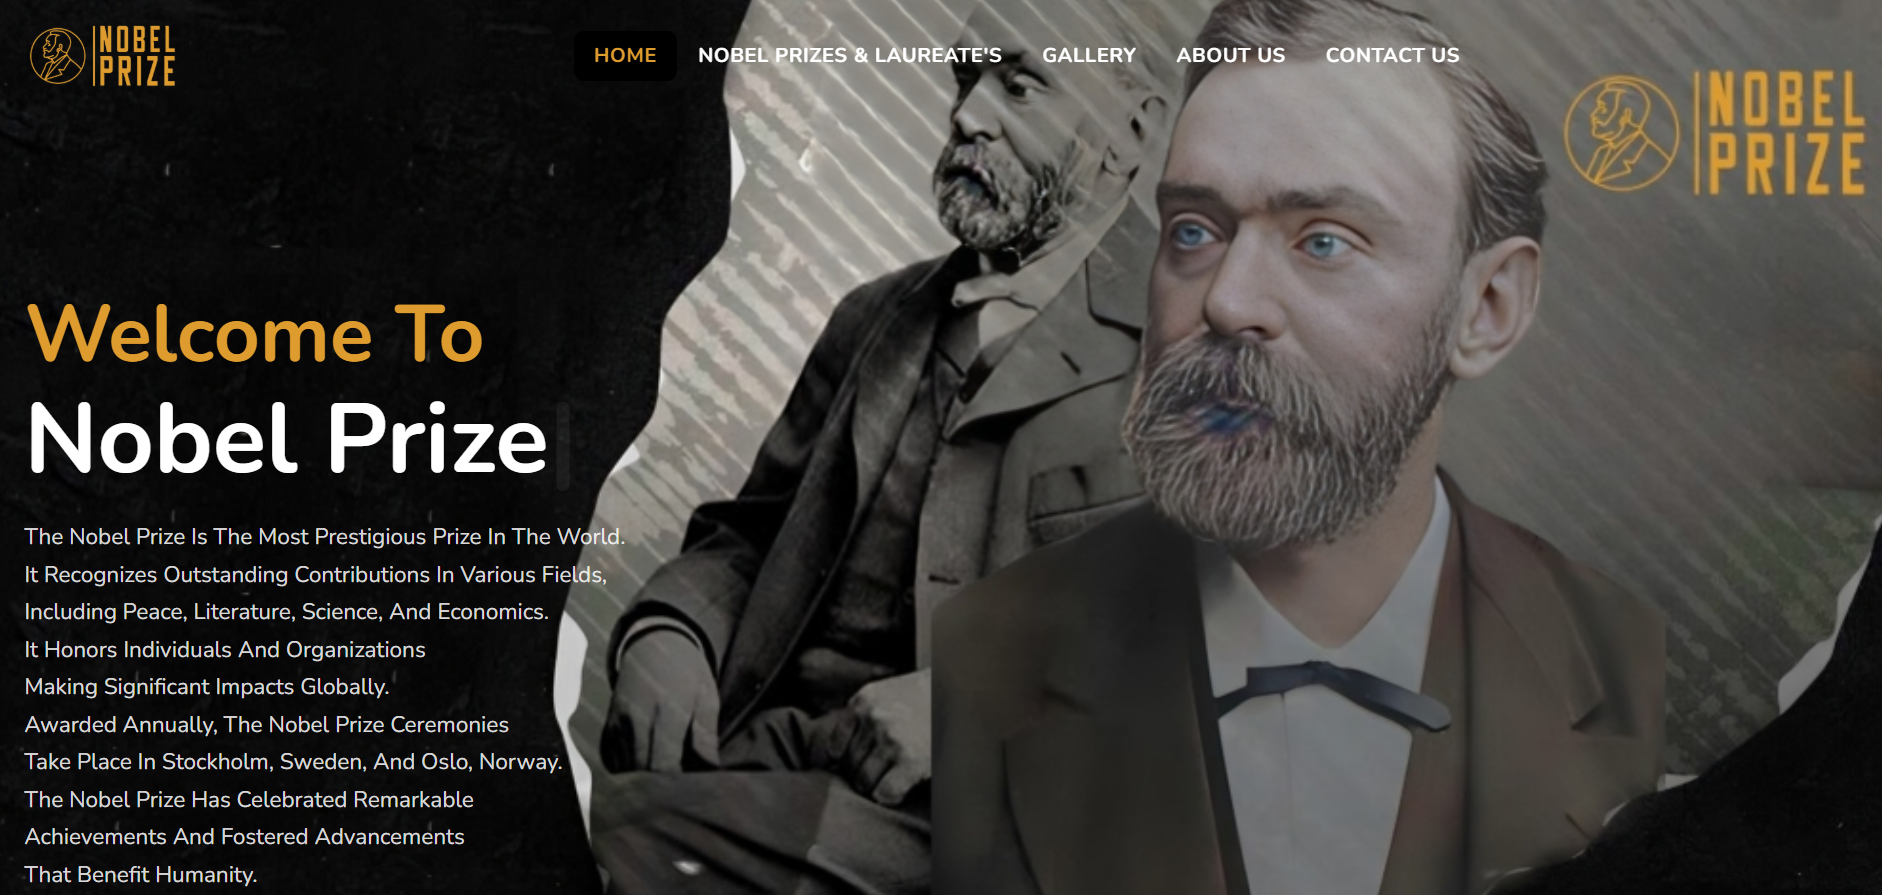 NOBEL
PRIZE
HOME
NOBEL PRIZES & LAUREATE'S
GALLERY
ABOUT US
CONTACT US
NOBEL
PRIZE
Welcome To
Nobel Prize
The Nobel Prize Is The Most Prestigious Prize In The World.
It Recognizes Outstanding Contributions In Various Fields,
Including Peace, Literature, Science, And Economics.
It Honors Individuals And Organizations
Making Significant Impacts Globally.
Awarded Annually, The Nobel Prize Ceremonies
Take Place In Stockholm, Sweden, And Oslo, Norway.
The Nobel Prize Has Celebrated Remarkable
Achievements And Fostered Advancements
That Benefit Humanity.